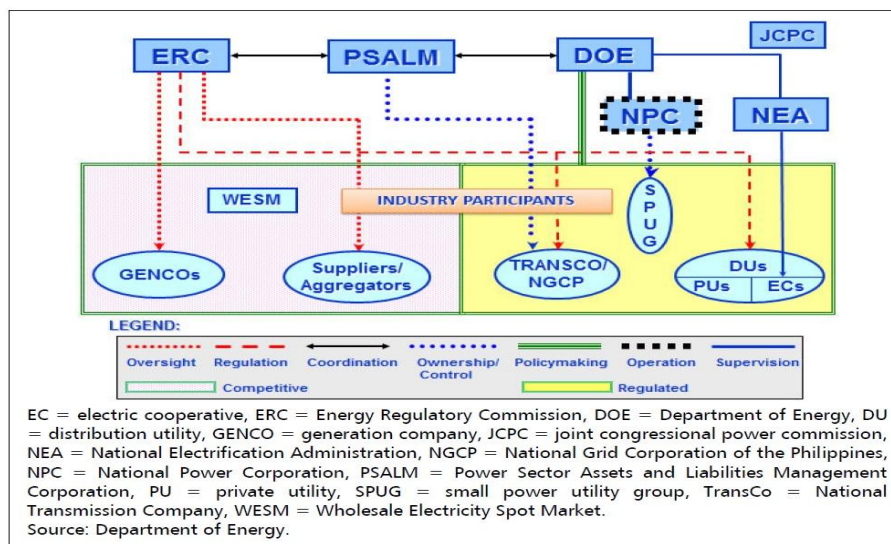 JCPC
ERC
PSALM
DOE
NPC
NEA
WESM
INDUSTRY PARTICIPANTS
SPUG
GENCOs
Suppliers/
Aggregators
TRANSCO/
NGCP
DUs
PUs
ECs
LEGEND:
Oversight
Regulation
Coordination
Ownership/
Control
Policymaking
Operation
Supervision
Competitive
Regulated
EC = electric cooperative, ERC = Energy Regulatory Commission, DOE = Department of Energy, DU
= distribution utility, GENCO = generation company, JCPC = joint congressional power commission,
NEA = National Electrification Administration, NGCP = National Grid Corporation of the Philippines,
NPC = National Power Corporation, PSALM = Power Sector Assets and Liabilities Management
Corporation, PU = private utility, SPUG = small power utility group, TransCo = National
Transmission Company, WESM = Wholesale Electricity Spot Market.
Source: Department of Energy.